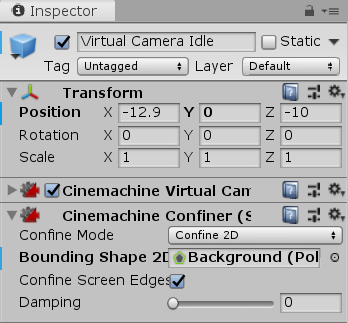 Inspector
Virtual Camera Idle Static
Tag Untagged Layer Default
Transform
Position X -12.9 Y 0 Z -10
Rotation X 0 Y 0 Z 0
Scale X 1 Y 1 Z 1
Cinemachine Virtual Cam
Cinemachine Confiner (S
Confine Mode Confine 2D
Bounding Shape 2D Background (Pol
Confine Screen Edges
Damping 0